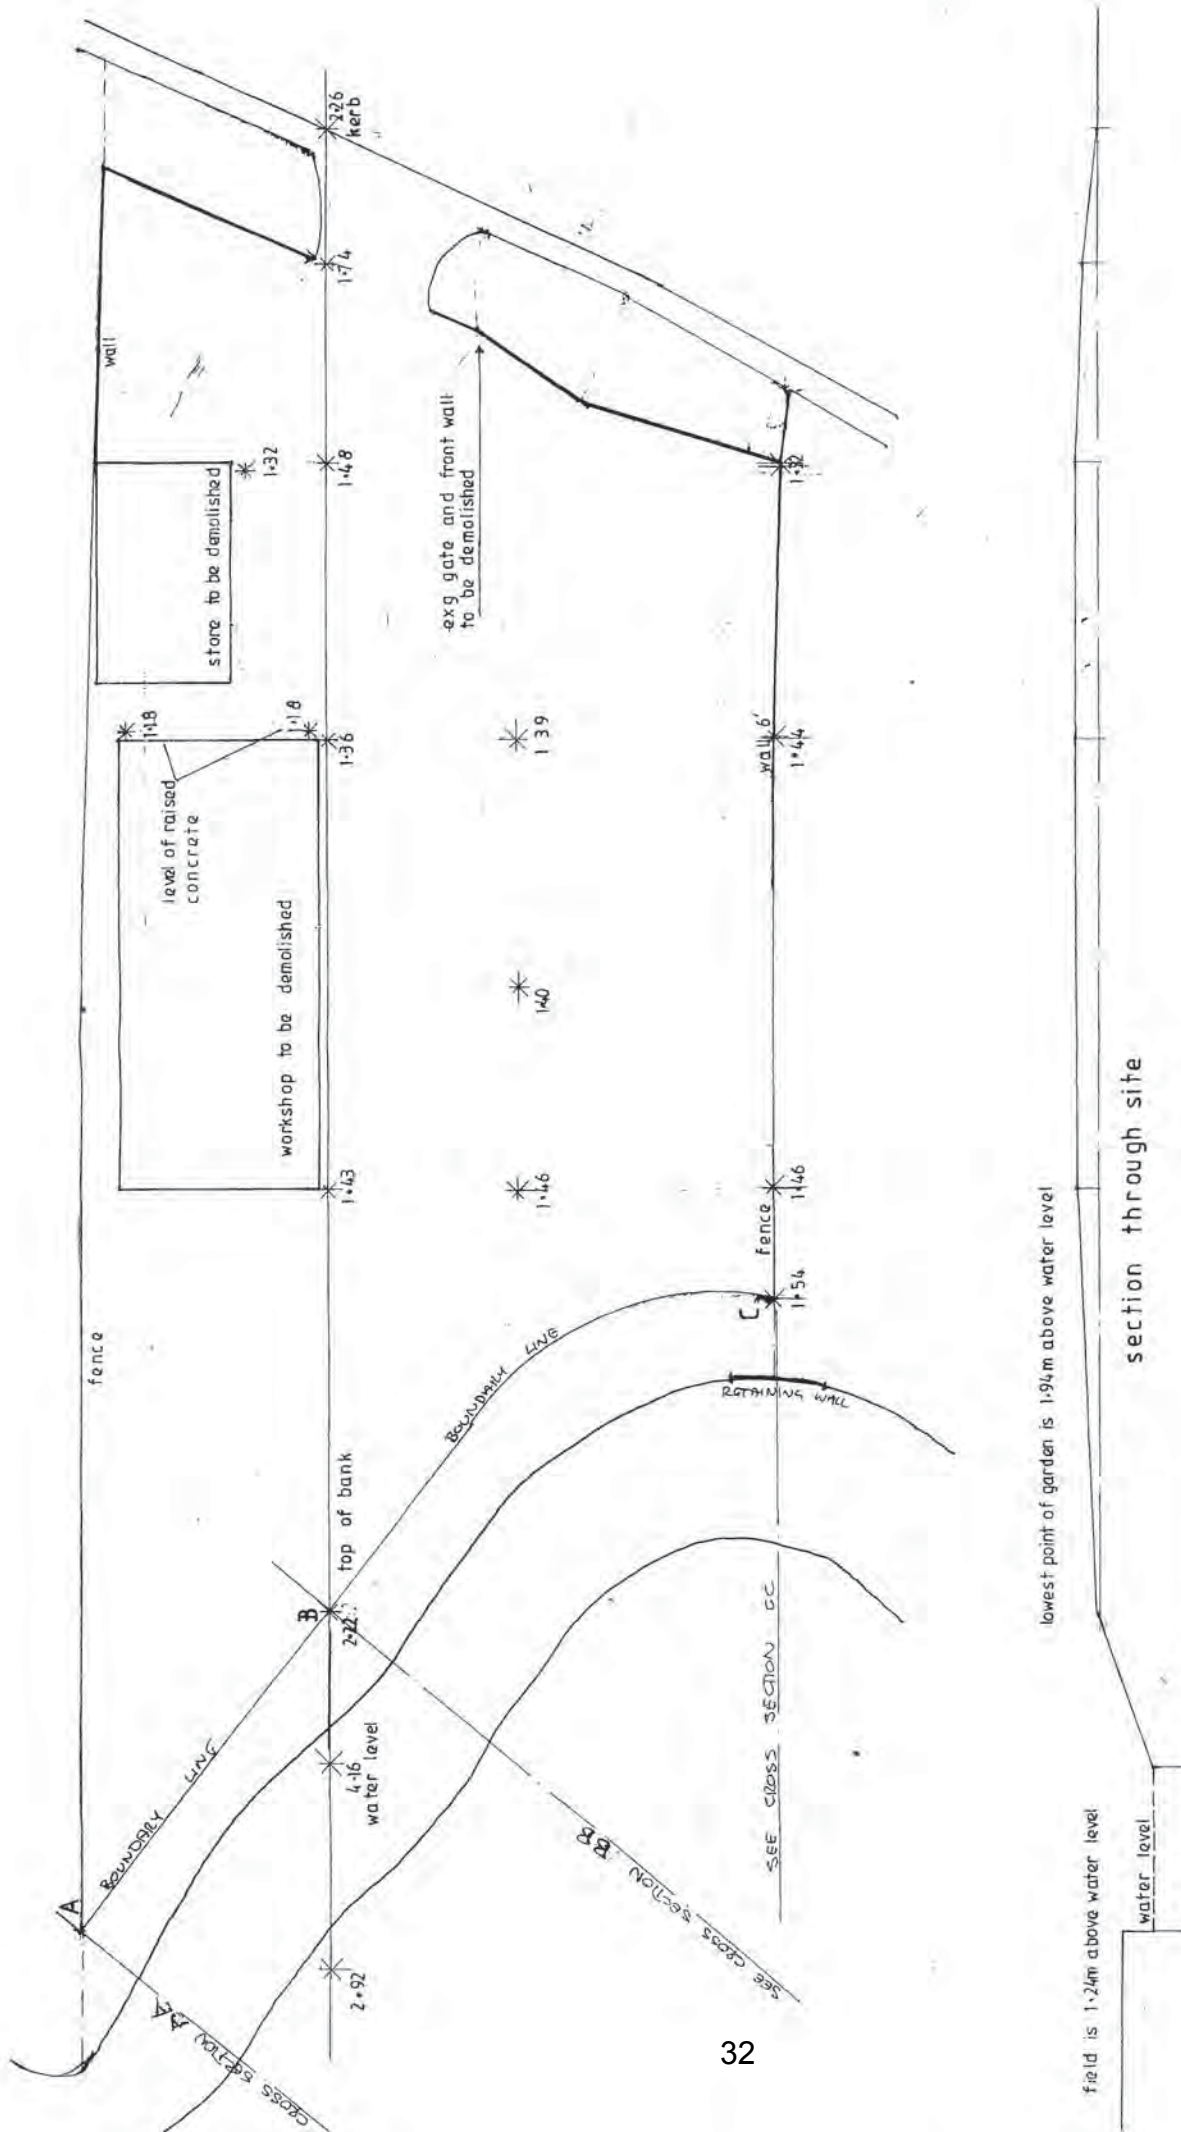 2·26
kerb
1·74
wall
1·32
1·48
store to be demolished
exg gate and front wall
to be demolished
1·32
1·18
1·18
1·36
1·39
wall 6'
1·44
level of raised
concrete
workshop to be demolished
1·40
1·43
1·46
fence
1·46
C
1·54
fence
BOUNDARY LINE
RETAINING WALL
top of bank
B
2·22
BOUNDARY LINE
4·16
water level
A
2·92
CROSS SECTION AA
SEE CROSS SECTION BB
SEE CROSS SECTION CC
lowest point of garden is 1·94m above water level
section through site
field is 1·24m above water level
water level
32